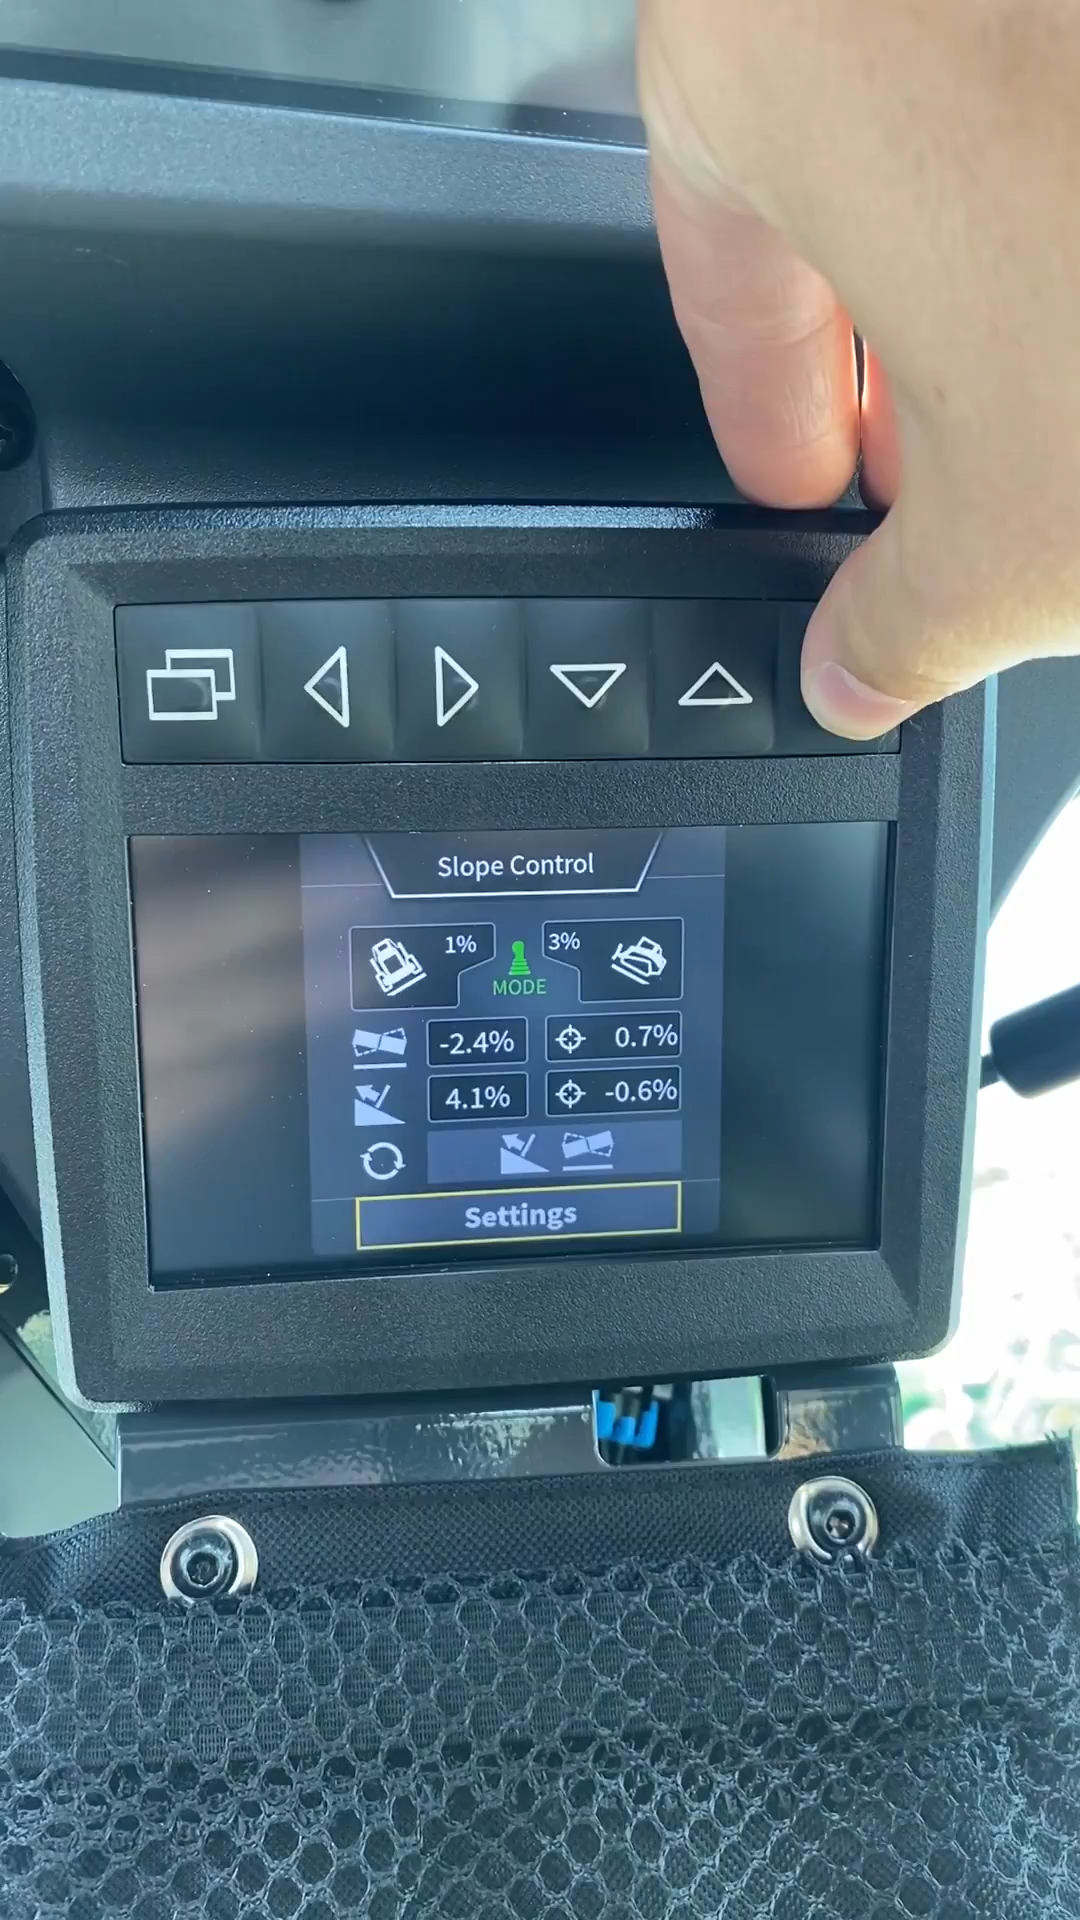 Slope Control
1%
MODE
3%
-2.4%
0.7%
4.1%
-0.6%
Settings